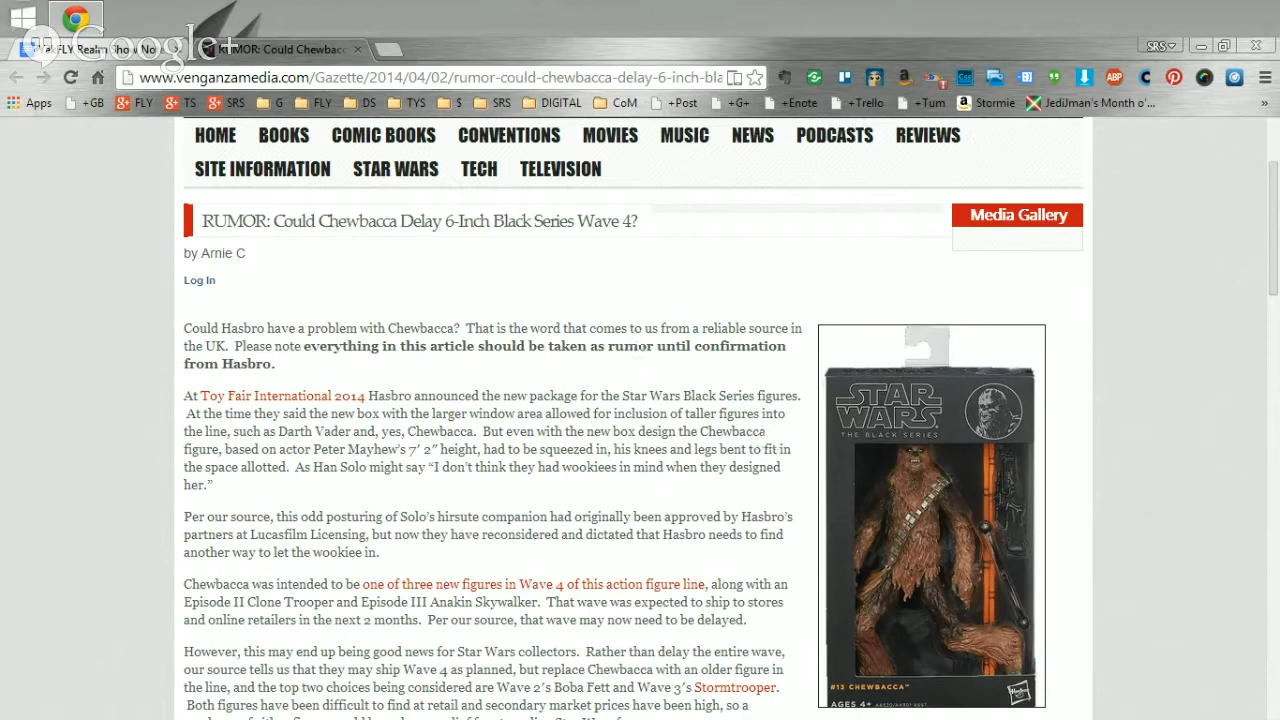 Google+
FLY Realm Show No
RUMOR: Could Chewbac
SRS
www.venganzamedia.com/Gazette/2014/04/02/rumor-could-chewbacca-delay-6-inch-bla
Apps +GB FLY TS SRS G FLY DS TYS $ SRS DIGITAL CoM +Post +G+ +Enote +Trello +Tum Stormie JediJman's Month o'... »
HOME BOOKS COMIC BOOKS CONVENTIONS MOVIES MUSIC NEWS PODCASTS REVIEWS
SITE INFORMATION STAR WARS TECH TELEVISION
RUMOR: Could Chewbacca Delay 6-Inch Black Series Wave 4?
Media Gallery
by Arnie C
Log In
Could Hasbro have a problem with Chewbacca? That is the word that comes to us from a reliable source in
the UK. Please note everything in this article should be taken as rumor until confirmation
from Hasbro.
At Toy Fair International 2014 Hasbro announced the new package for the Star Wars Black Series figures.
At the time they said the new box with the larger window area allowed for inclusion of taller figures into
the line, such as Darth Vader and, yes, Chewbacca. But even with the new box design the Chewbacca
figure, based on actor Peter Mayhew's 7′ 2″ height, had to be squeezed in, his knees and legs bent to fit in
the space allotted. As Han Solo might say “I don't think they had wookiees in mind when they designed
her.”
Per our source, this odd posturing of Solo's hirsute companion had originally been approved by Hasbro's
partners at Lucasfilm Licensing, but now they have reconsidered and dictated that Hasbro needs to find
another way to let the wookiee in.
Chewbacca was intended to be one of three new figures in Wave 4 of this action figure line, along with an
Episode II Clone Trooper and Episode III Anakin Skywalker. That wave was expected to ship to stores
and online retailers in the next 2 months. Per our source, that wave may now need to be delayed.
However, this may end up being good news for Star Wars collectors. Rather than delay the entire wave,
our source tells us that they may ship Wave 4 as planned, but replace Chewbacca with an older figure in
the line, and the top two choices being considered are Wave 2's Boba Fett and Wave 3's Stormtrooper.
Both figures have been difficult to find at retail and secondary market prices have been high, so a
STAR
WARS
THE BLACK SERIES
#13 CHEWBACCA™
Hasbro
AGES 4+